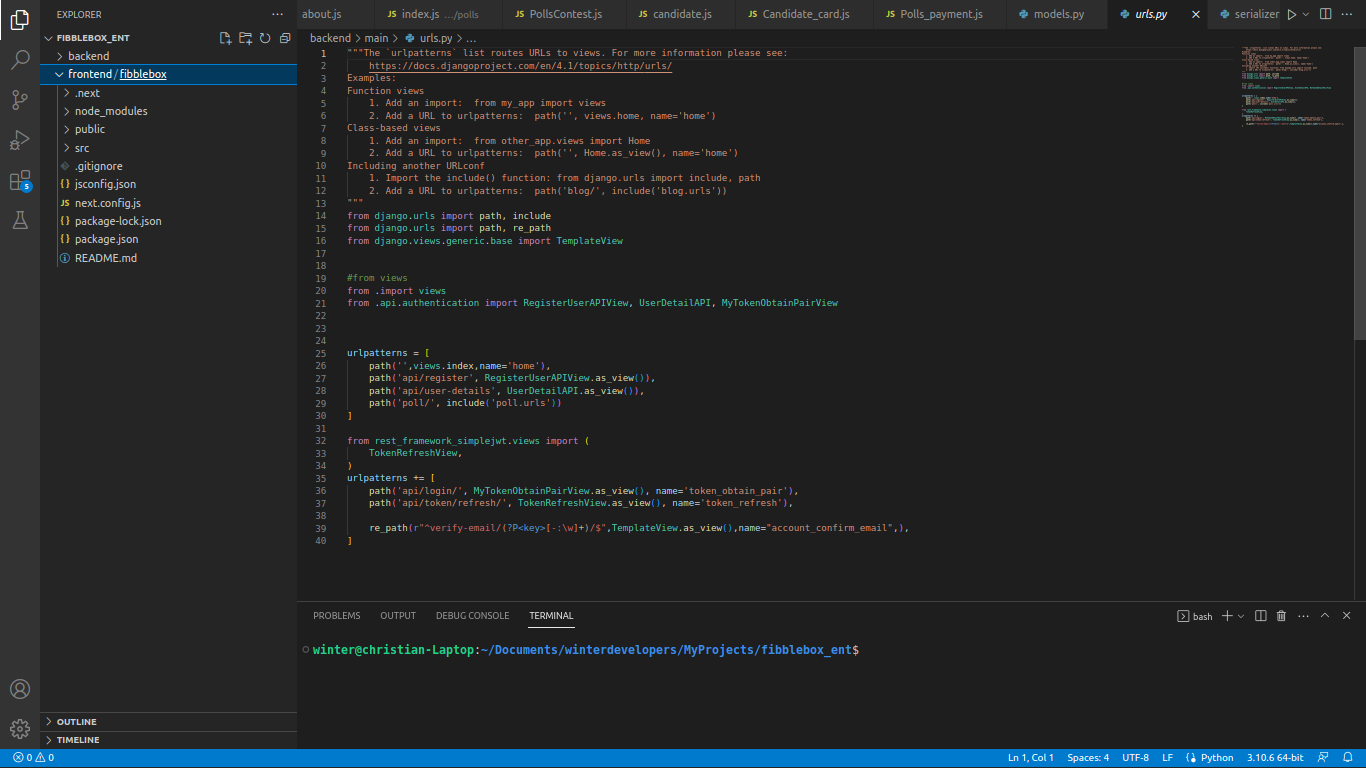 EXPLORER
FIBBLEBOX_ENT
backend
frontend / fibblebox
.next
node_modules
public
src
.gitignore
jsconfig.json
next.config.js
package-lock.json
package.json
README.md
OUTLINE
TIMELINE
5
about.js
JS index.js .../polls
JS PollsContest.js
JS candidate.js
JS Candidate_card.js
JS Polls_payment.js
models.py
urls.py
serializer
backend > main > urls.py > ...
1 """The `urlpatterns` list routes URLs to views. For more information please see:
2 https://docs.djangoproject.com/en/4.1/topics/http/urls/
3 Examples:
4 Function views
5 1. Add an import:  from my_app import views
6 2. Add a URL to urlpatterns:  path('', views.home, name='home')
7 Class-based views
8 1. Add an import:  from other_app.views import Home
9 2. Add a URL to urlpatterns:  path('', Home.as_view(), name='home')
10 Including another URLconf
11 1. Import the include() function: from django.urls import include, path
12 2. Add a URL to urlpatterns:  path('blog/', include('blog.urls'))
13 """
14 from django.urls import path, include
15 from django.urls import path, re_path
16 from django.views.generic.base import TemplateView
17
18
19 #from views
20 from .import views
21 from .api.authentication import RegisterUserAPIView, UserDetailAPI, MyTokenObtainPairView
22
23
24
25 urlpatterns = [
26 path('',views.index,name='home'),
27 path('api/register', RegisterUserAPIView.as_view()),
28 path('api/user-details', UserDetailAPI.as_view()),
29 path('poll/', include('poll.urls'))
30 ]
31
32 from rest_framework_simplejwt.views import (
33 TokenRefreshView,
34 )
35 urlpatterns += [
36 path('api/login/', MyTokenObtainPairView.as_view(), name='token_obtain_pair'),
37 path('api/token/refresh/', TokenRefreshView.as_view(), name='token_refresh'),
38
39 re_path(r"^verify-email/(?P<key>[-:\w]+)/$",TemplateView.as_view(),name="account_confirm_email",),
40 ]
PROBLEMS OUTPUT DEBUG CONSOLE TERMINAL
bash
winter@christian-Laptop:~/Documents/winterdevelopers/MyProjects/fibblebox_ent$
0 0
Ln 1, Col 1 Spaces: 4 UTF-8 LF Python 3.10.6 64-bit